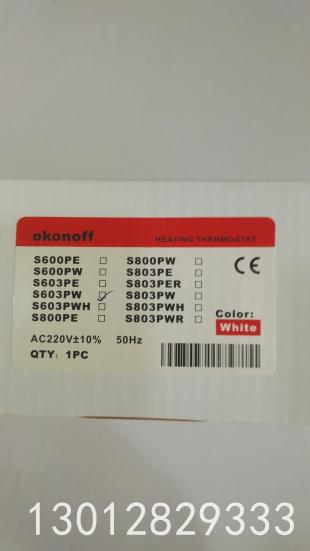 okonoff HEATING THERMOSTAT
S600PE □ S800PW □
S600PW □ S803PE □
S603PE □ S803PER □
S603PW ☑ S803PW □
S603PWH □ S803PWH □
S800PE □ S803PWR □
CE
Color:
White
AC220V±10% 50Hz
QTY: 1PC
13012829333